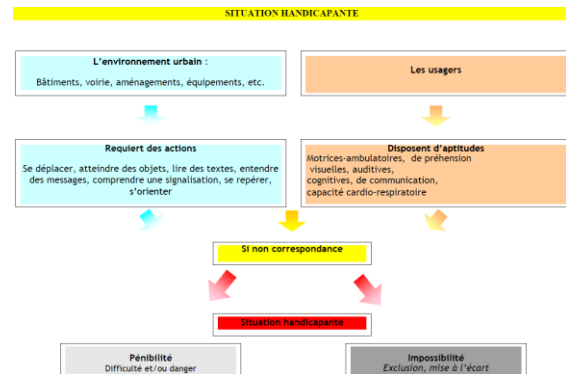 SITUATION HANDICAPANTE
L'environnement urbain :
Bâtiments, voirie, aménagements, équipements, etc.
Les usagers
Requiert des actions
Se déplacer, atteindre des objets, lire des textes, entendre
des messages, comprendre une signalisation, se repérer,
s'orienter
Disposent d'aptitudes
Motrices-ambulatoires, de préhension
visuelles, auditives,
cognitives, de communication,
capacité cardio-respiratoire
Si non correspondance
Situation handicapante
Pénibilité
Difficulté et/ou danger
Impossibilité
Exclusion, mise à l'écart